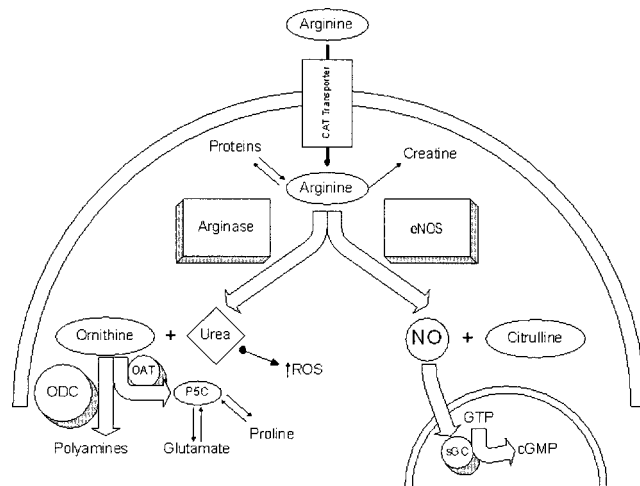 Arginine
CAT Transporter
Proteins
Creatine
Arginine
Arginase
eNOS
Ornithine + Urea
NO + Citrulline
OAT
↑ROS
ODC
P5C
GTP
Polyamines
Glutamate
Proline
sGC
cGMP